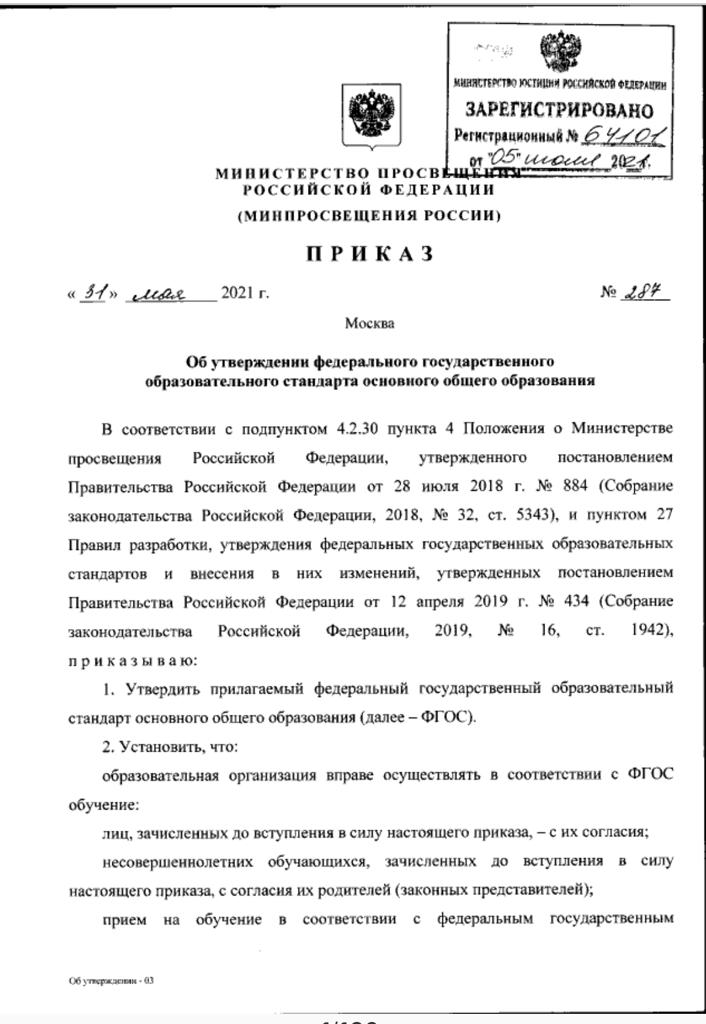 МИНИСТЕРСТВО ЮСТИЦИИ РОССИЙСКОЙ ФЕДЕРАЦИИ
ЗАРЕГИСТРИРОВАНО
Регистрационный № 64101
от "05" июля 2021.
МИНИСТЕРСТВО ПРОСВЕЩЕНИЯ
РОССИЙСКОЙ ФЕДЕРАЦИИ
(МИНПРОСВЕЩЕНИЯ РОССИИ)
ПРИКАЗ
« 31 » мая 2021 г. № 287
Москва
Об утверждении федерального государственного
образовательного стандарта основного общего образования
В соответствии с подпунктом 4.2.30 пункта 4 Положения о Министерстве
просвещения Российской Федерации, утвержденного постановлением
Правительства Российской Федерации от 28 июля 2018 г. № 884 (Собрание
законодательства Российской Федерации, 2018, № 32, ст. 5343), и пунктом 27
Правил разработки, утверждения федеральных государственных образовательных
стандартов и внесения в них изменений, утвержденных постановлением
Правительства Российской Федерации от 12 апреля 2019 г. № 434 (Собрание
законодательства Российской Федерации, 2019, № 16, ст. 1942),
п р и к а з ы в а ю:
1. Утвердить прилагаемый федеральный государственный образовательный
стандарт основного общего образования (далее – ФГОС).
2. Установить, что:
образовательная организация вправе осуществлять в соответствии с ФГОС
обучение:
лиц, зачисленных до вступления в силу настоящего приказа, – с их согласия;
несовершеннолетних обучающихся, зачисленных до вступления в силу
настоящего приказа, с согласия их родителей (законных представителей);
прием на обучение в соответствии с федеральным государственным
Об утверждении - 03